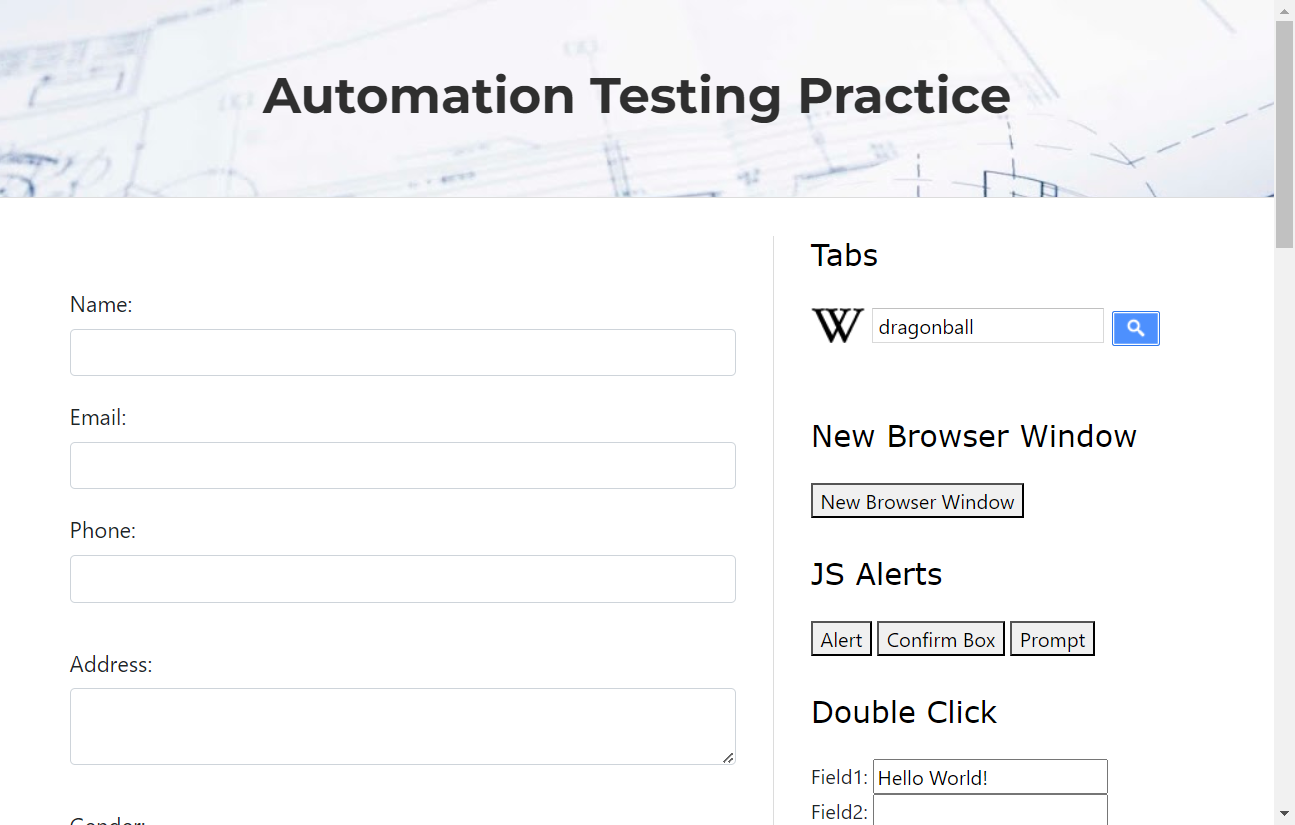 Automation Testing Practice
Name:
Email:
Phone:
Address:
Gender:
Tabs
W dragonball
New Browser Window
New Browser Window
JS Alerts
Alert Confirm Box Prompt
Double Click
Field1: Hello World!
Field2: